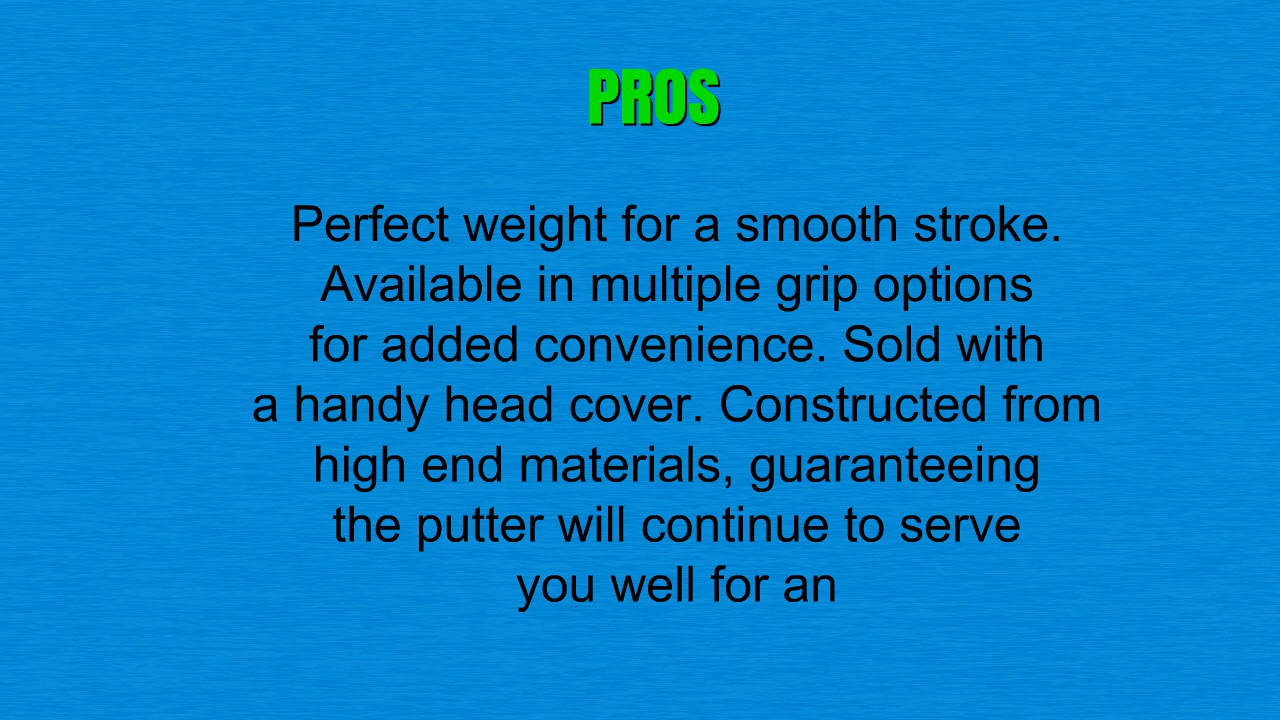 PROS
Perfect weight for a smooth stroke.
Available in multiple grip options
for added convenience. Sold with
a handy head cover. Constructed from
high end materials, guaranteeing
the putter will continue to serve
you well for an